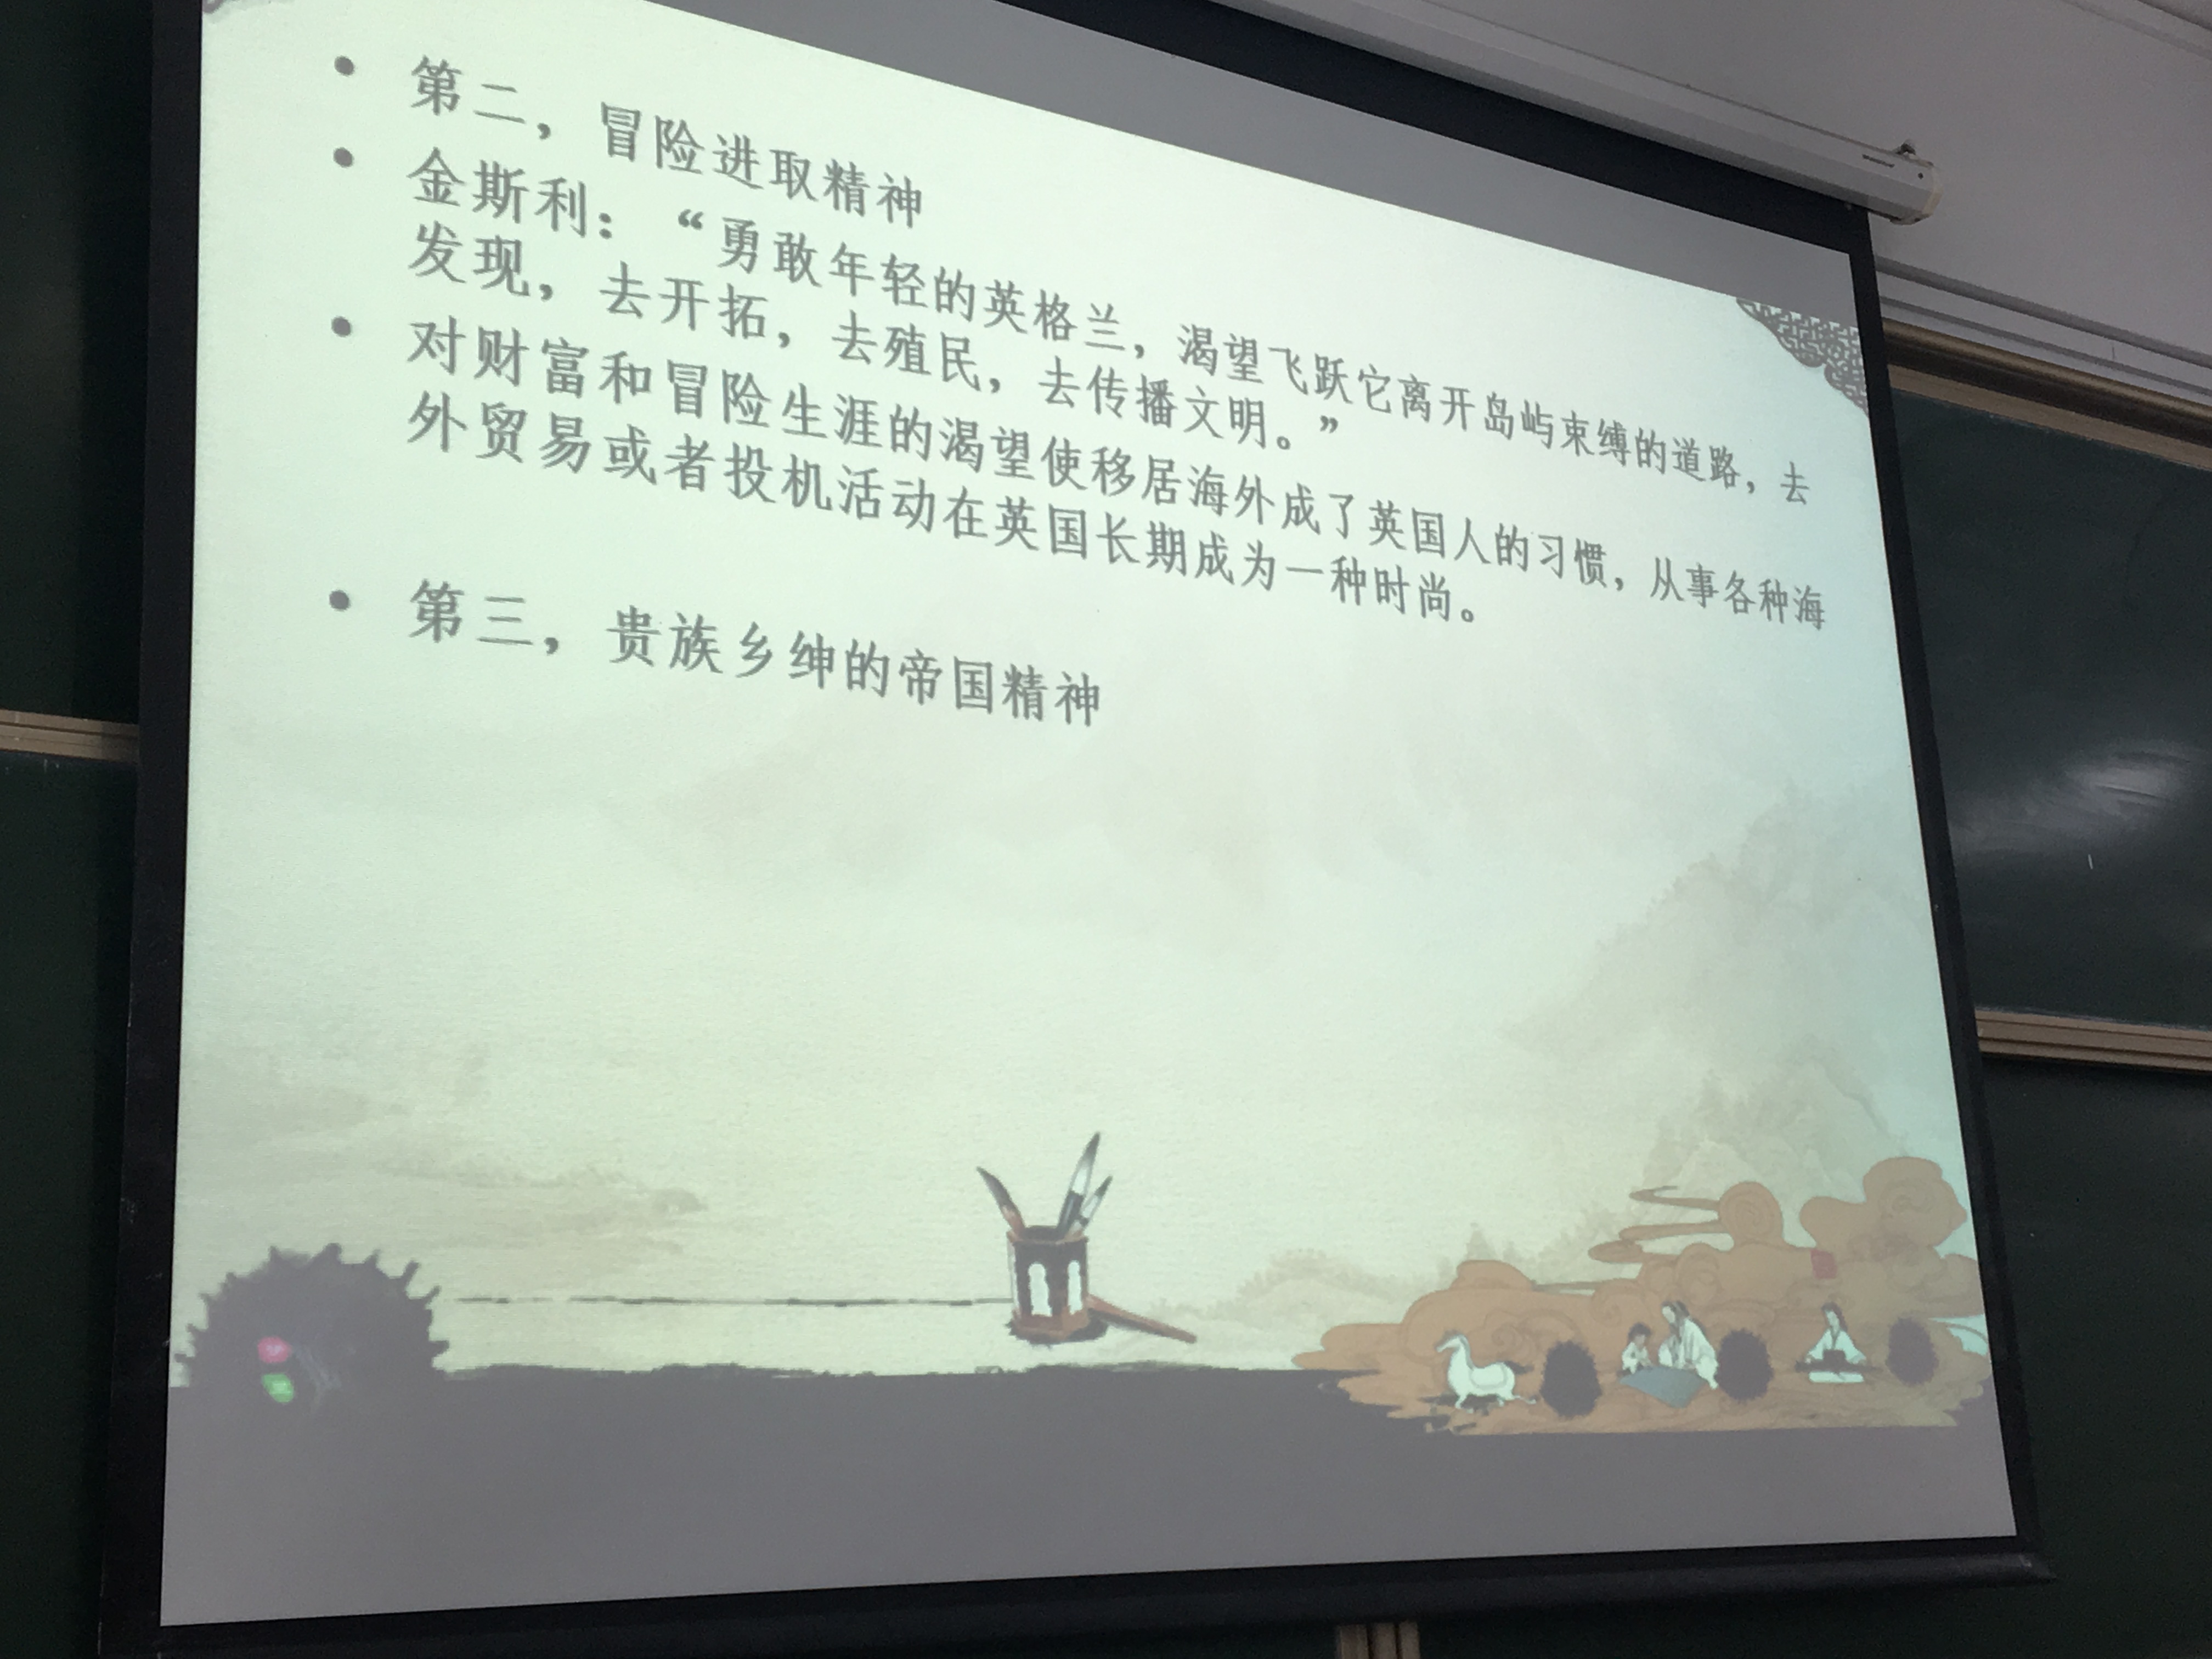 • 第二，冒险进取精神
• 金斯利：“勇敢年轻的英格兰，渴望飞跃它离开岛屿束缚的道路，去
发现，去开拓，去殖民，去传播文明。”
• 对财富和冒险生涯的渴望使移居海外成了英国人的习惯，从事各种海
外贸易或者投机活动在英国长期成为一种时尚。
• 第三，贵族乡绅的帝国精神